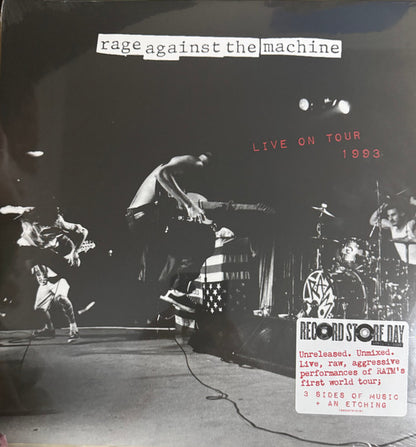 rage against the machine
LIVE ON TOUR
1993
RECORD STORE DAY
Unreleased. Unmixed.
Live, raw, aggressive
performances of RATM's
first world tour;
3 SIDES OF MUSIC
+ AN ETCHING